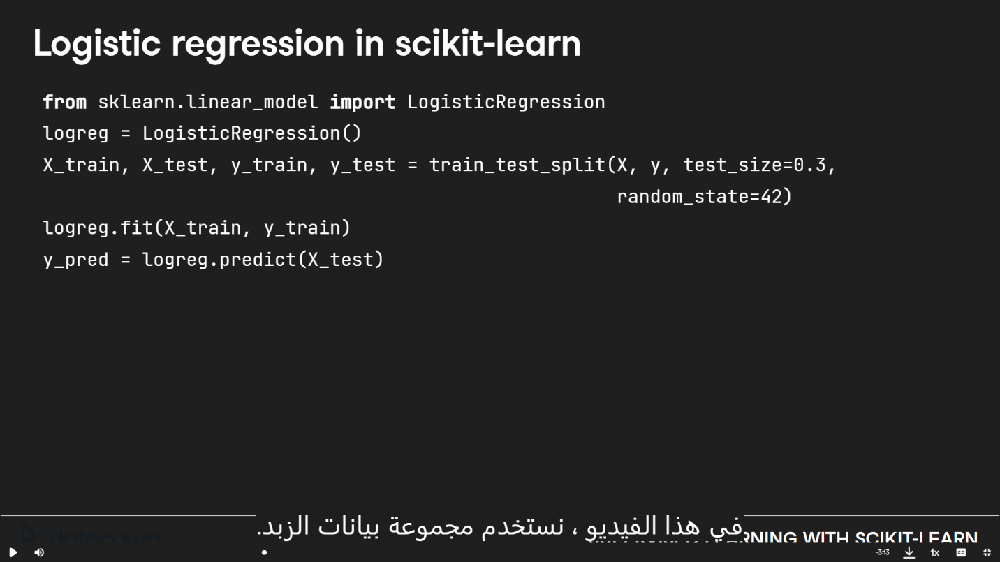 Logistic regression in scikit-learn
from sklearn.linear_model import LogisticRegression
logreg = LogisticRegression()
X_train, X_test, y_train, y_test = train_test_split(X, y, test_size=0.3,
random_state=42)
logreg.fit(X_train, y_train)
y_pred = logreg.predict(X_test)
في هذا الفيديو ، نستخدم مجموعة بيانات الزبد.
datacamp
RNING WITH SCIKIT-LEARN
-3:13
1x
CC